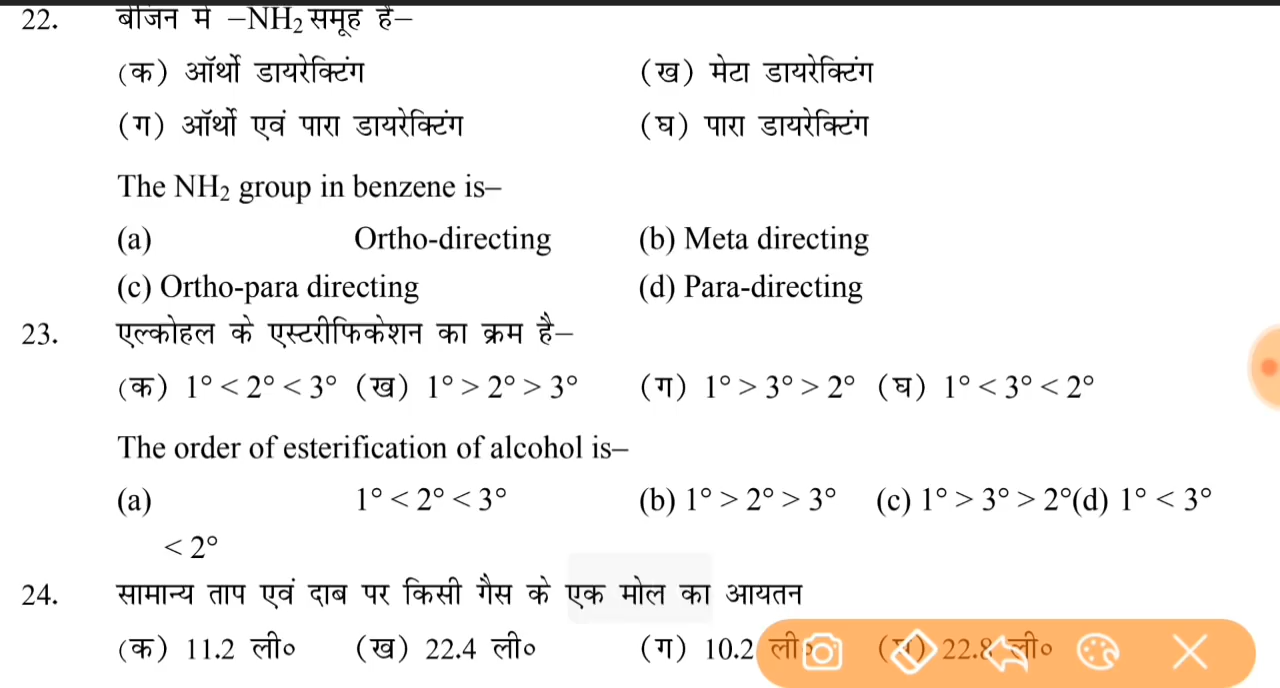 22. बेंजिन में –NH₂ समूह है–
(क) ऑर्थो डायरेक्टिंग (ख) मेटा डायरेक्टिंग
(ग) ऑर्थो एवं पारा डायरेक्टिंग (घ) पारा डायरेक्टिंग
The NH₂ group in benzene is–
(a) Ortho-directing (b) Meta directing
(c) Ortho-para directing (d) Para-directing
23. एल्कोहल के एस्टरीफिकेशन का क्रम है–
(क) 1° < 2° < 3° (ख) 1° > 2° > 3° (ग) 1° > 3° > 2° (घ) 1° < 3° < 2°
The order of esterification of alcohol is–
(a) 1° < 2° < 3° (b) 1° > 2° > 3° (c) 1° > 3° > 2°(d) 1° < 3°
< 2°
24. सामान्य ताप एवं दाब पर किसी गैस के एक मोल का आयतन
(क) 11.2 ली० (ख) 22.4 ली० (ग) 10.2 ली० (घ) 22.8 ली०